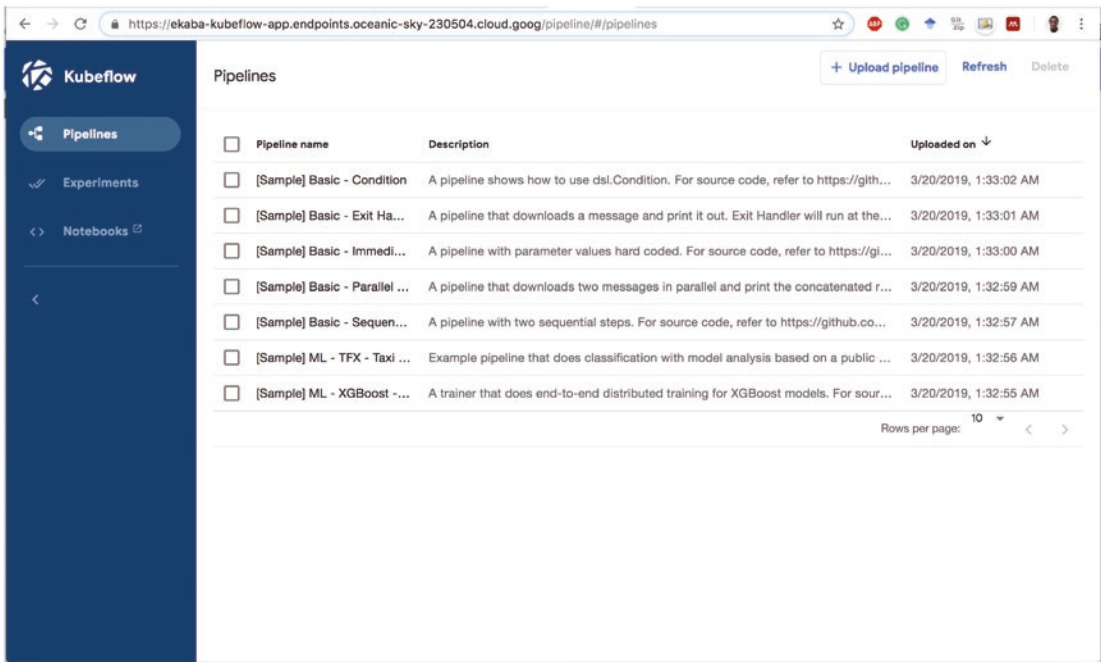 https://ekaba-kubeflow-app.endpoints.oceanic-sky-230504.cloud.goog/pipeline/#/pipelines
Kubeflow
Pipelines
Experiments
Notebooks
Pipelines
+ Upload pipeline Refresh Delete
Pipeline name Description Uploaded on
[Sample] Basic - Condition A pipeline shows how to use dsl.Condition. For source code, refer to https://gith... 3/20/2019, 1:33:02 AM
[Sample] Basic - Exit Ha... A pipeline that downloads a message and print it out. Exit Handler will run at the... 3/20/2019, 1:33:01 AM
[Sample] Basic - Immedi... A pipeline with parameter values hard coded. For source code, refer to https://gi... 3/20/2019, 1:33:00 AM
[Sample] Basic - Parallel ... A pipeline that downloads two messages in parallel and print the concatenated r... 3/20/2019, 1:32:59 AM
[Sample] Basic - Sequen... A pipeline with two sequential steps. For source code, refer to https://github.co... 3/20/2019, 1:32:57 AM
[Sample] ML - TFX - Taxi ... Example pipeline that does classification with model analysis based on a public ... 3/20/2019, 1:32:56 AM
[Sample] ML - XGBoost -... A trainer that does end-to-end distributed training for XGBoost models. For sour... 3/20/2019, 1:32:55 AM
Rows per page: 10